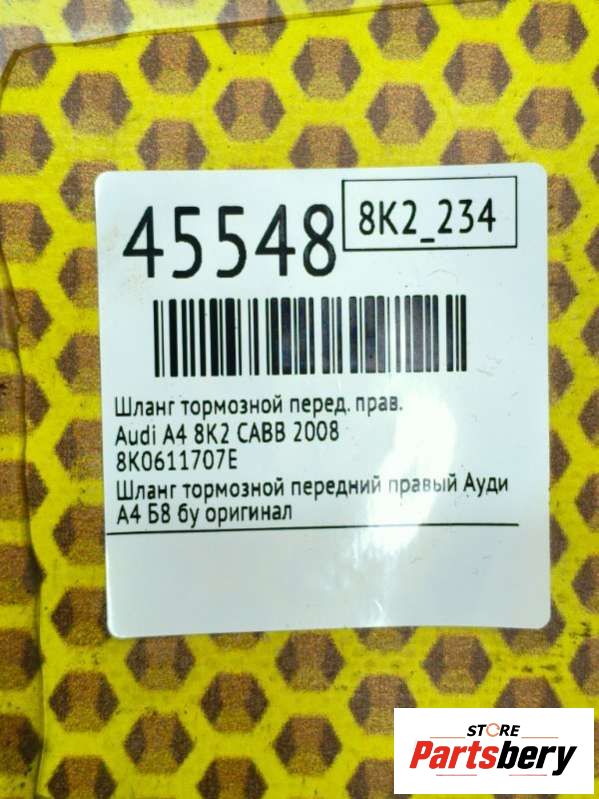 45548
8K2_234
Шланг тормозной перед. прав.
Audi A4 8K2 CABB 2008
8K0611707E
Шланг тормозной передний правый Ауди
А4 Б8 бу оригинал
STORE
Partsbery